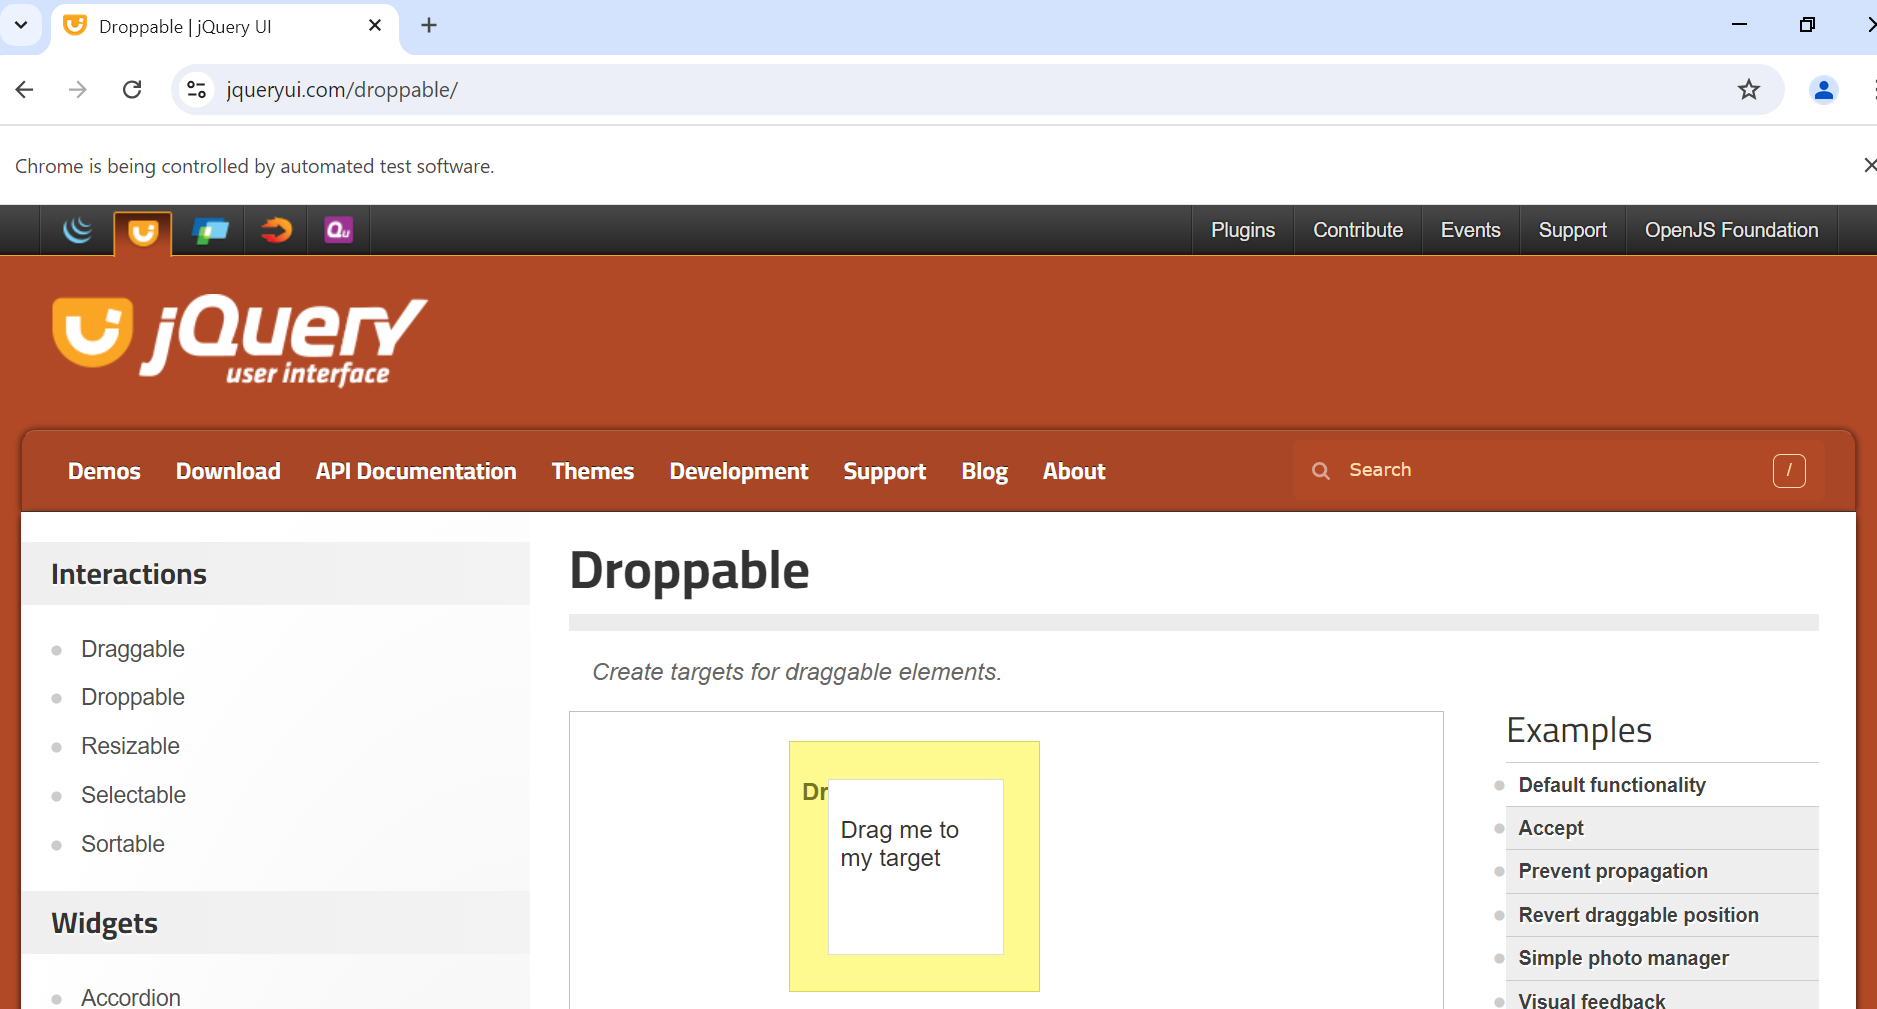 Droppable | jQuery UI
jqueryui.com/droppable/
Chrome is being controlled by automated test software.
Qu
Plugins Contribute Events Support OpenJS Foundation
jQuery
user interface
Demos Download API Documentation Themes Development Support Blog About Search /
Interactions
Draggable
Droppable
Resizable
Selectable
Sortable
Widgets
Accordion
Droppable
Create targets for draggable elements.
Dr
Drag me to
my target
Examples
Default functionality
Accept
Prevent propagation
Revert draggable position
Simple photo manager
Visual feedback